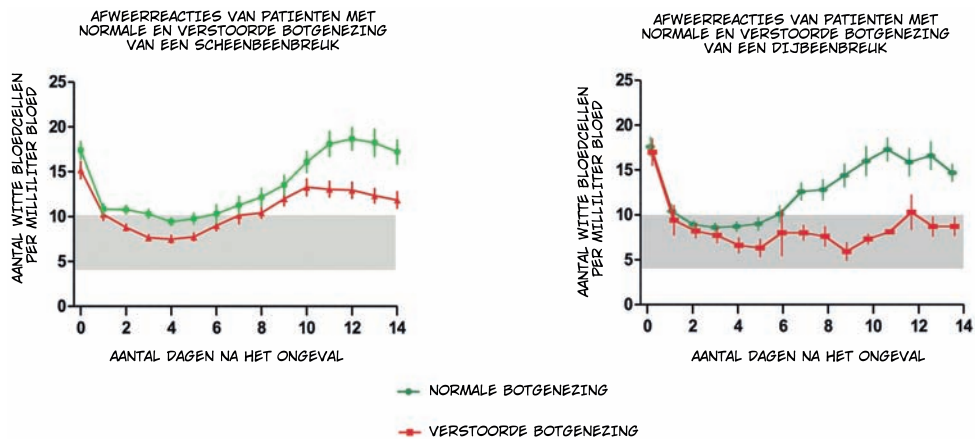 AFWEERREACTIES VAN PATIENTEN MET
NORMALE EN VERSTOORDE BOTGENEZING
VAN EEN SCHEENBEENBREUK
AANTAL WITTE BLOEDCELLEN
PER MILLILITER BLOED
25
20
15
10
5
0
0 2 4 6 8 10 12 14
AANTAL DAGEN NA HET ONGEVAL
AFWEERREACTIES VAN PATIENTEN MET
NORMALE EN VERSTOORDE BOTGENEZING
VAN EEN DIJBEENBREUK
AANTAL WITTE BLOEDCELLEN
PER MILLILITER BLOED
25
20
15
10
5
0
0 2 4 6 8 10 12 14
AANTAL DAGEN NA HET ONGEVAL
NORMALE BOTGENEZING
VERSTOORDE BOTGENEZING